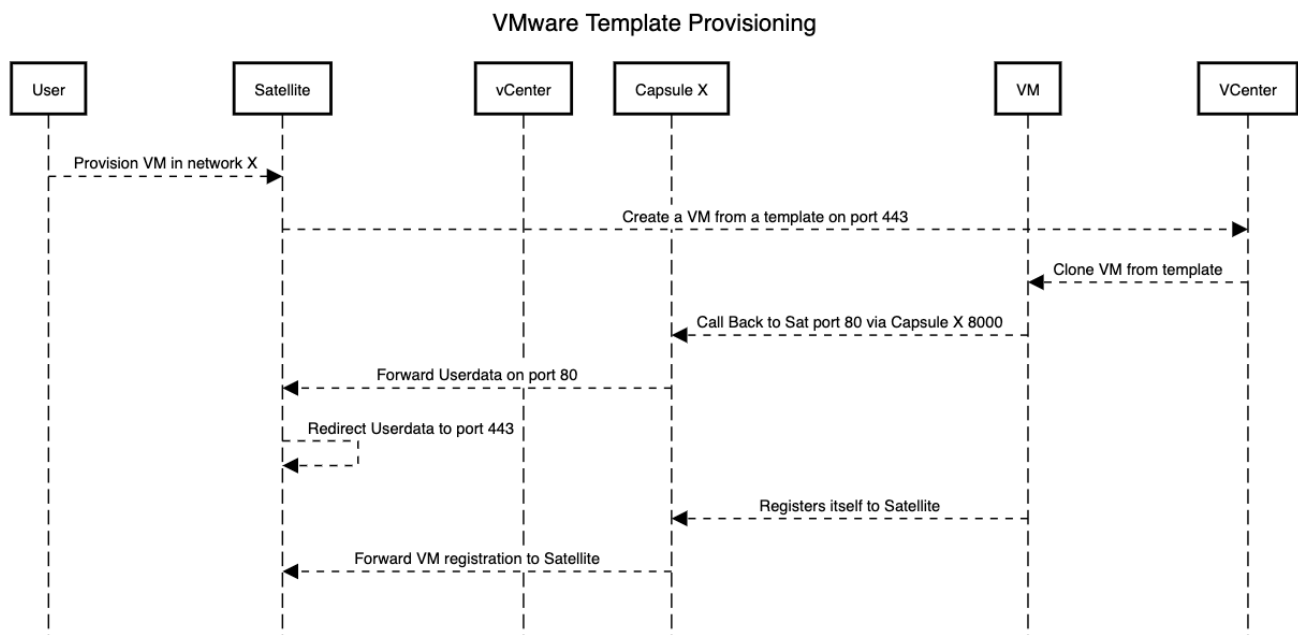 VMware Template Provisioning
User
Satellite
vCenter
Capsule X
VM
VCenter
Provision VM in network X
Create a VM from a template on port 443
Clone VM from template
Call Back to Sat port 80 via Capsule X 8000
Forward Userdata on port 80
Redirect Userdata to port 443
Registers itself to Satellite
Forward VM registration to Satellite